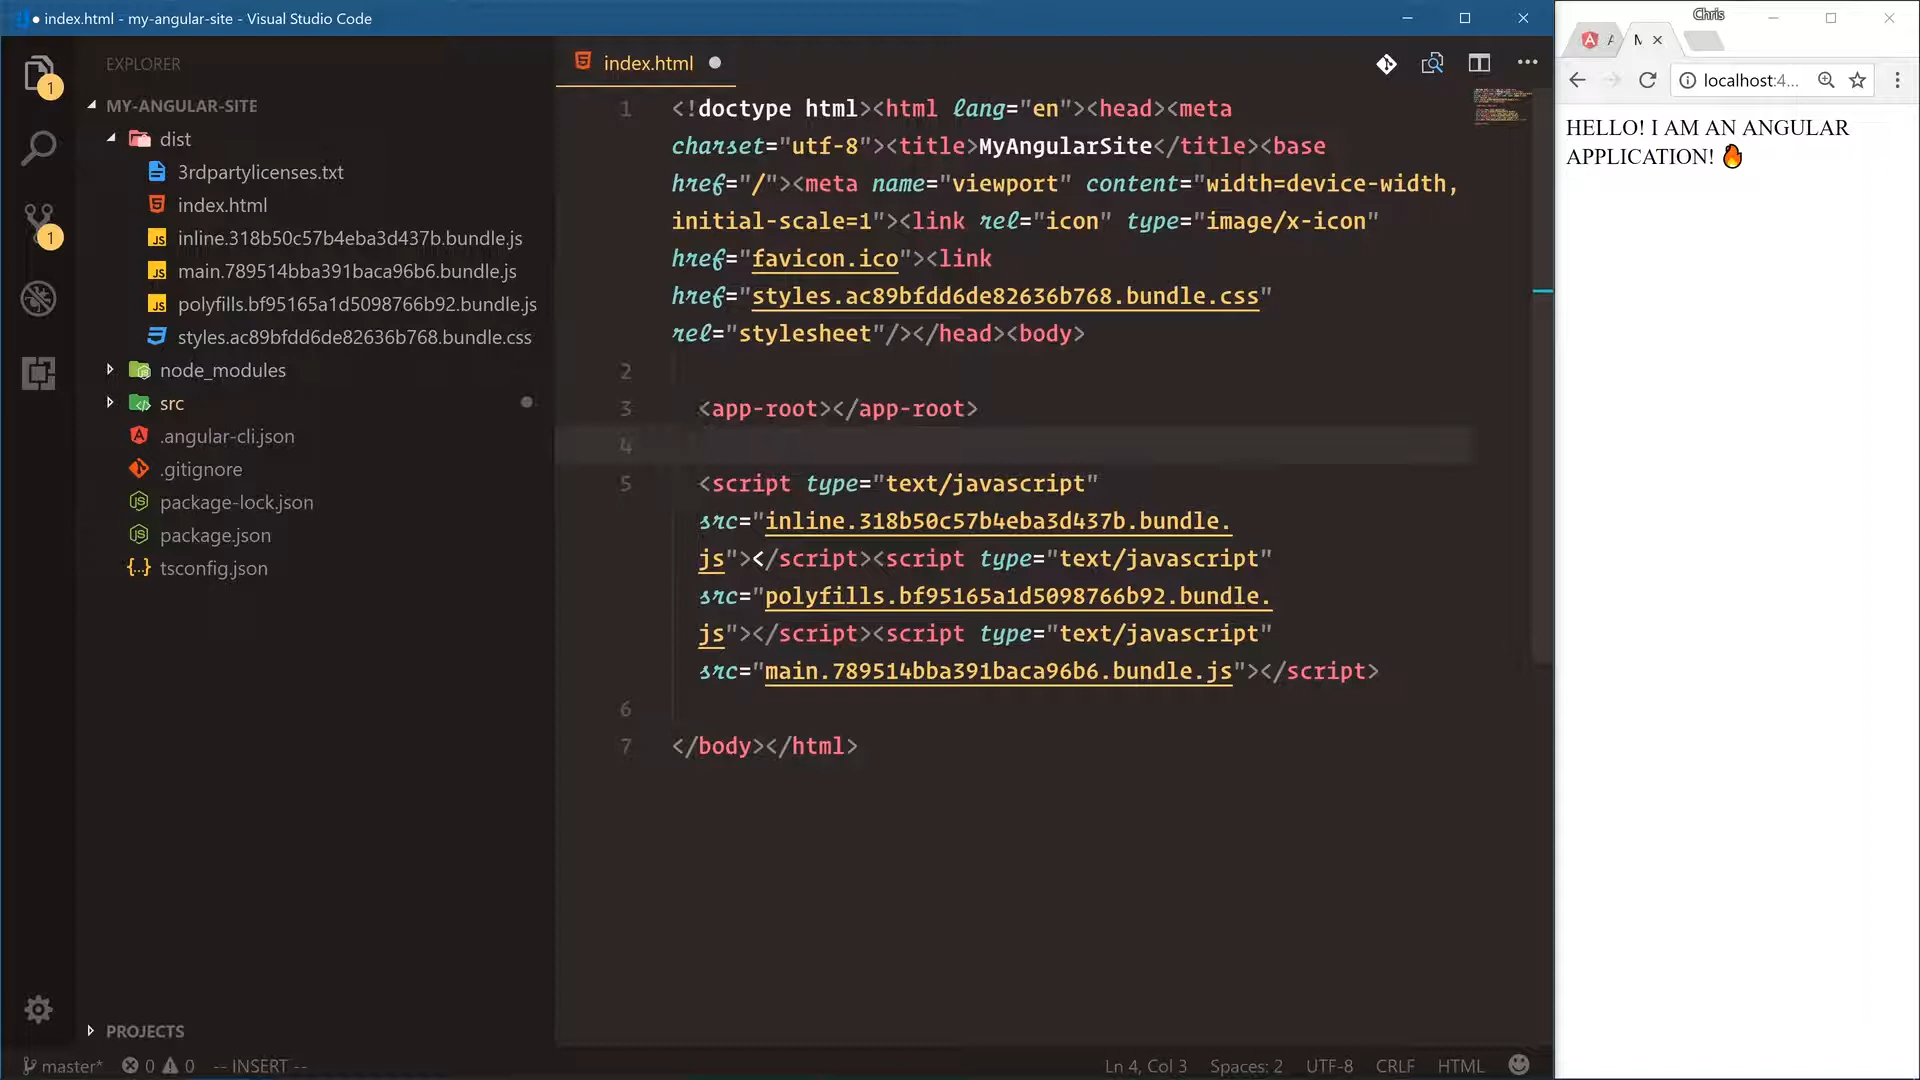 index.html - my-angular-site - Visual Studio Code
EXPLORER
MY-ANGULAR-SITE
dist
3rdpartylicenses.txt
index.html
inline.318b50c57b4eba3d437b.bundle.js
main.789514bba391baca96b6.bundle.js
polyfills.bf95165a1d5098766b92.bundle.js
styles.ac89bfdd6de82636b768.bundle.css
node_modules
src
.angular-cli.json
.gitignore
package-lock.json
package.json
tsconfig.json
PROJECTS
1
1
index.html
1 <!doctype html><html lang="en"><head><meta
charset="utf-8"><title>MyAngularSite</title><base
href="/"><meta name="viewport" content="width=device-width,
initial-scale=1"><link rel="icon" type="image/x-icon"
href="favicon.ico"><link
href="styles.ac89bfdd6de82636b768.bundle.css"
rel="stylesheet"/></head><body>
2
3 <app-root></app-root>
4
5 <script type="text/javascript"
src="inline.318b50c57b4eba3d437b.bundle.
js"></script><script type="text/javascript"
src="polyfills.bf95165a1d5098766b92.bundle.
js"></script><script type="text/javascript"
src="main.789514bba391baca96b6.bundle.js"></script>
6
7 </body></html>
master* 0 0 -- INSERT --
Ln 4, Col 3 Spaces: 2 UTF-8 CRLF HTML
Chris
localhost:4...
HELLO! I AM AN ANGULAR
APPLICATION! 🔥